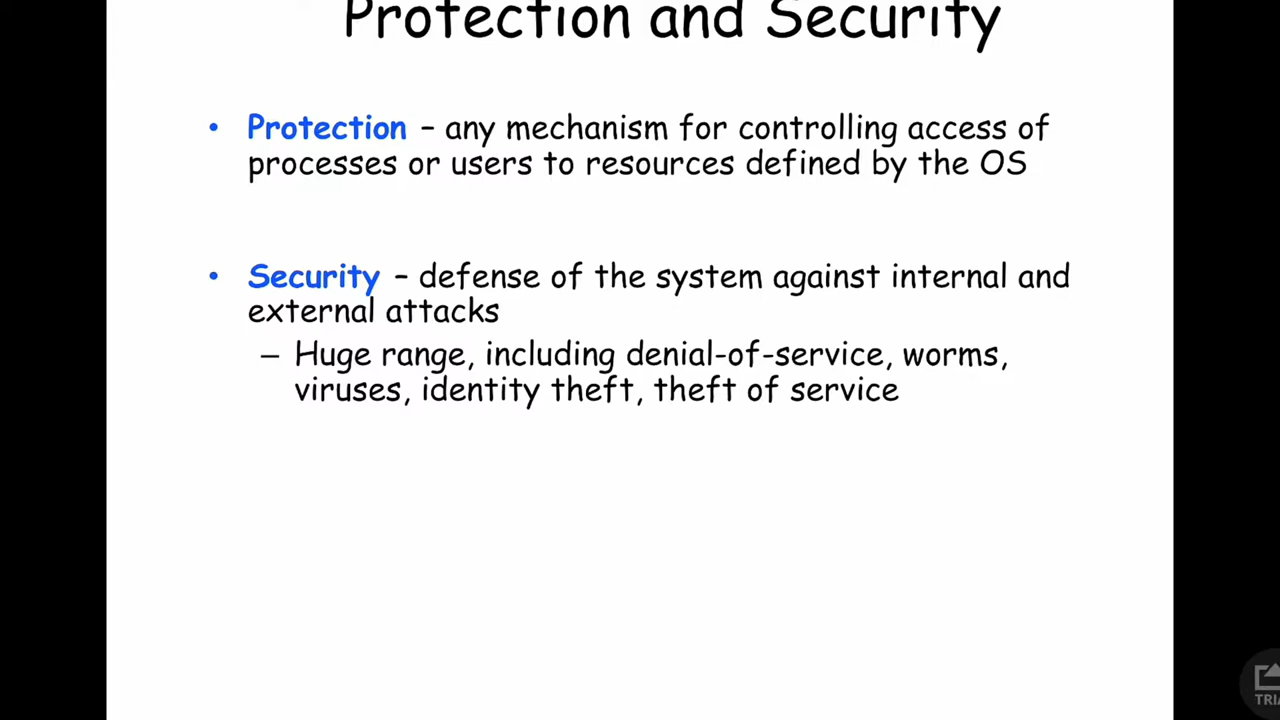 Protection and Security
• Protection – any mechanism for controlling access of
processes or users to resources defined by the OS
• Security – defense of the system against internal and
external attacks
– Huge range, including denial-of-service, worms,
viruses, identity theft, theft of service